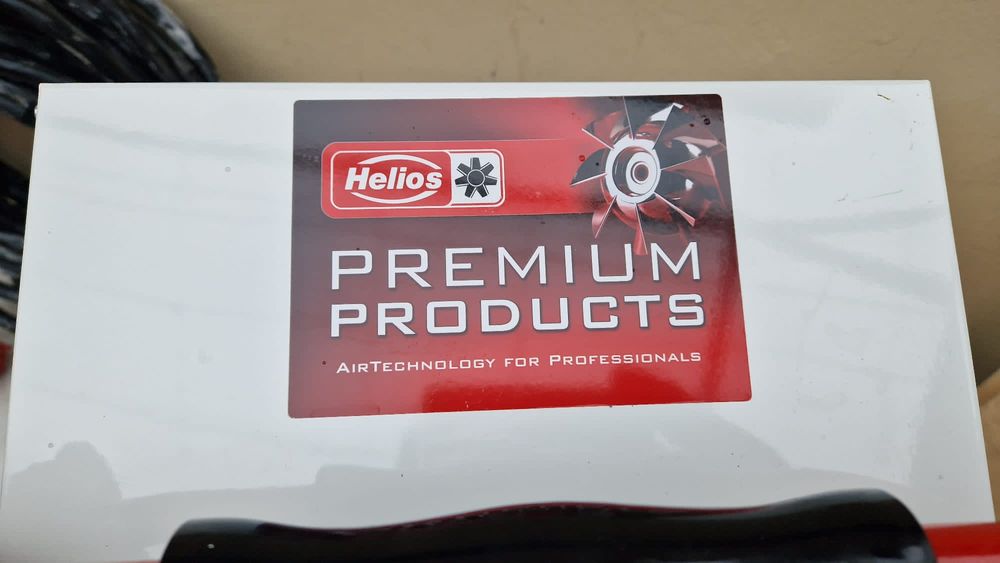 Helios
PREMIUM
PRODUCTS
AIRTECHNOLOGY FOR PROFESSIONALS